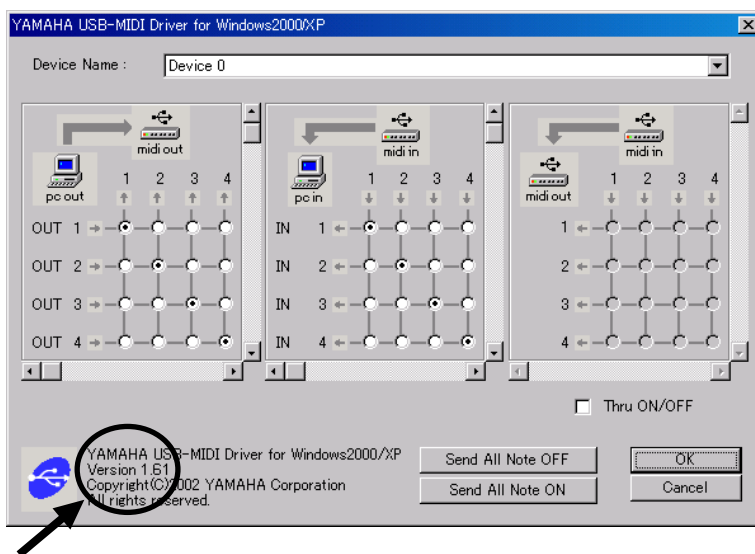 YAMAHA USB-MIDI Driver for Windows2000/XP
Device Name :
Device 0
midi out
pc out
1 2 3 4
OUT 1
OUT 2
OUT 3
OUT 4
midi in
pc in
1 2 3 4
IN 1
IN 2
IN 3
IN 4
midi in
midi out
1 2 3 4
1
2
3
4
Thru ON/OFF
YAMAHA USB-MIDI Driver for Windows2000/XP
Version 1.61
Copyright(C)2002 YAMAHA Corporation
All rights reserved.
Send All Note OFF
Send All Note ON
OK
Cancel